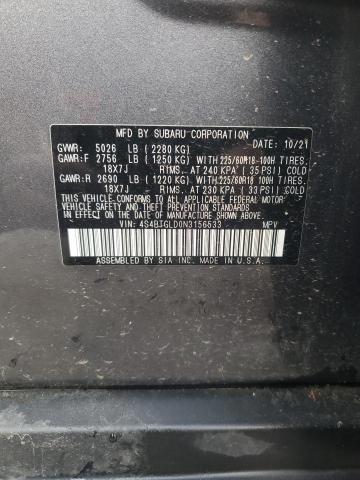 MFD BY SUBARU CORPORATION DATE: 10/21
GVWR: 5026 LB (2280 KG)
GAWR:F 2756 LB (1250 KG) WITH 225/60R18 100H TIRES.
18X7J RIMS. AT 240 KPA (35 PSI) COLD
GAWR:R 2690 LB (1220 KG) WITH 225/60R18 100H TIRES.
18X7J RIMS. AT 230 KPA (33 PSI) COLD
THIS VEHICLE CONFORMS TO ALL APPLICABLE FEDERAL MOTOR
VEHICLE SAFETY AND BUMPER STANDARDS IN EFFECT ON THE
DATE OF MANUFACTURE SHOWN ABOVE.
VIN: 4S4BTGLD0N3156533 MPV
ASSEMBLED BY SIA INC. IN U.S.A.